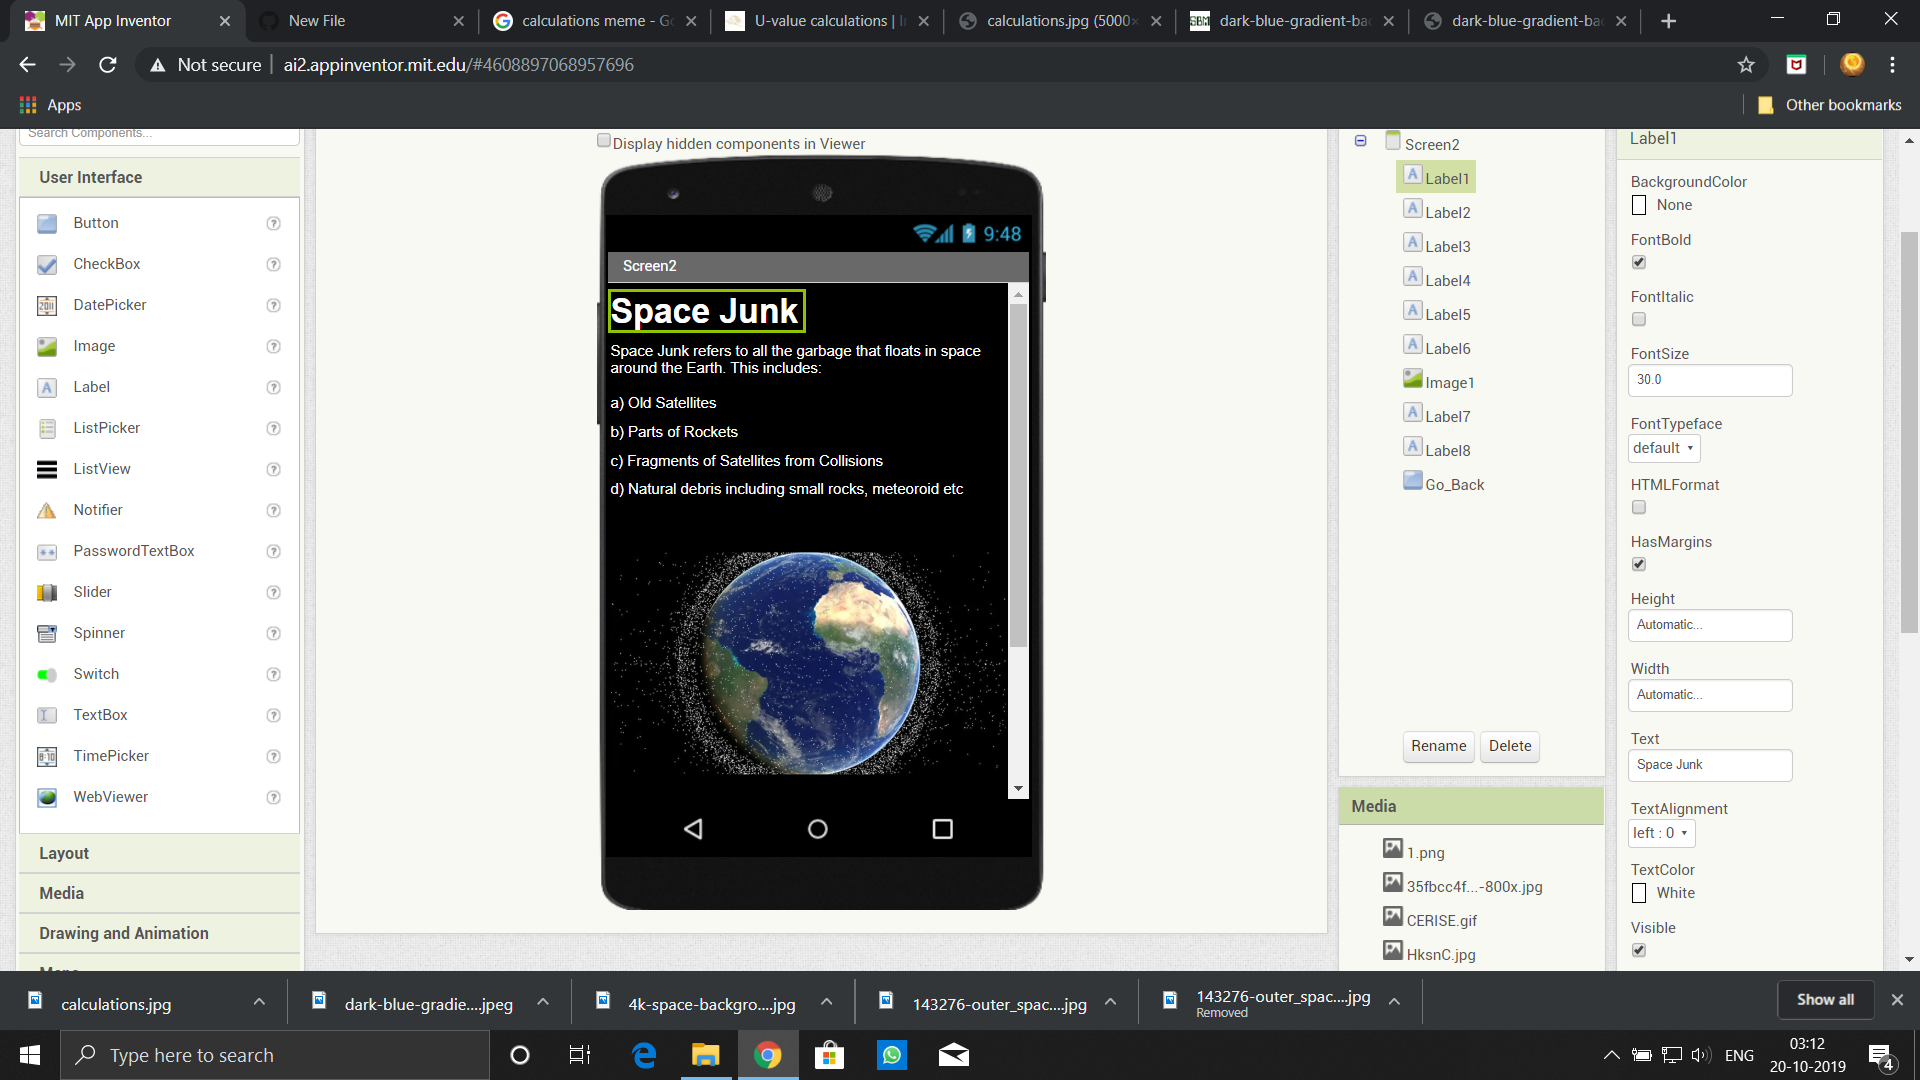 MIT App Inventor
New File
calculations meme - Go
U-value calculations | In
calculations.jpg (5000×
SBM
dark-blue-gradient-bac
dark-blue-gradient-bac
Not secure
ai2.appinventor.mit.edu/#4608897068957696
Apps
Other bookmarks
Search Components...
User Interface
Button
CheckBox
DatePicker
Image
Label
ListPicker
ListView
Notifier
PasswordTextBox
Slider
Spinner
Switch
TextBox
TimePicker
WebViewer
Layout
Media
Drawing and Animation
Maps
Display hidden components in Viewer
9:48
Screen2
Space Junk
Space Junk refers to all the garbage that floats in space
around the Earth. This includes:
a) Old Satellites
b) Parts of Rockets
c) Fragments of Satellites from Collisions
d) Natural debris including small rocks, meteoroid etc
Screen2
Label1
Label2
Label3
Label4
Label5
Label6
Image1
Label7
Label8
Go_Back
Rename
Delete
Media
1.png
35fbcc4f...-800x.jpg
CERISE.gif
HksnC.jpg
Label1
BackgroundColor
None
FontBold
FontItalic
FontSize
30.0
FontTypeface
default
HTMLFormat
HasMargins
Height
Automatic...
Width
Automatic...
Text
Space Junk
TextAlignment
left : 0
TextColor
White
Visible
calculations.jpg
dark-blue-gradie....jpeg
4k-space-backgro....jpg
143276-outer_spac....jpg
143276-outer_spac....jpg
Removed
Show all
Type here to search
ENG
03:12
20-10-2019
4